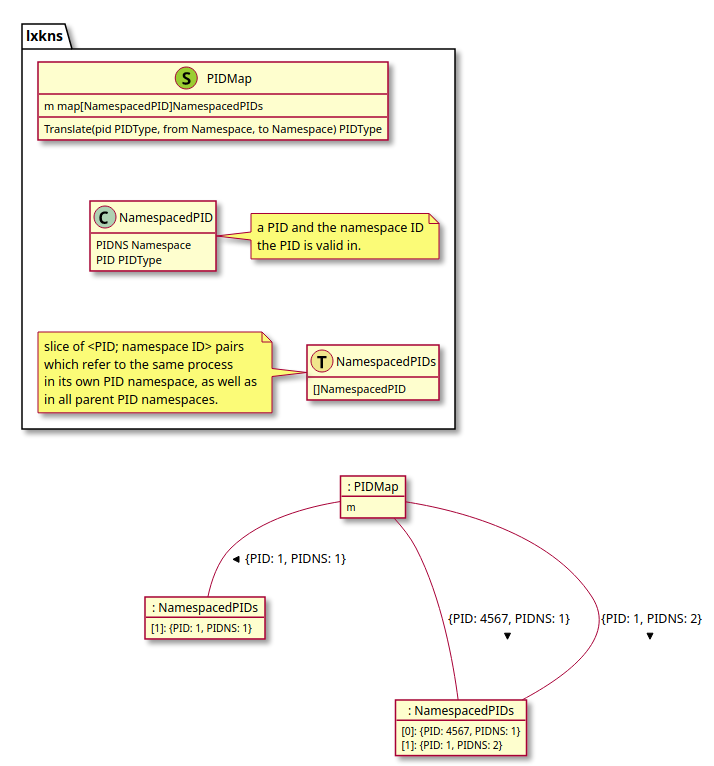 lxkns
S PIDMap
m map[NamespacedPID]NamespacedPIDs
Translate(pid PIDType, from Namespace, to Namespace) PIDType
C NamespacedPID
PIDNS Namespace
PID PIDType
a PID and the namespace ID
the PID is valid in.
slice of <PID; namespace ID> pairs
which refer to the same process
in its own PID namespace, as well as
in all parent PID namespaces.
T NamespacedPIDs
[]NamespacedPID
: PIDMap
m
{PID: 1, PIDNS: 1}
: NamespacedPIDs
[1]: {PID: 1, PIDNS: 1}
{PID: 4567, PIDNS: 1}
{PID: 1, PIDNS: 2}
: NamespacedPIDs
[0]: {PID: 4567, PIDNS: 1}
[1]: {PID: 1, PIDNS: 2}